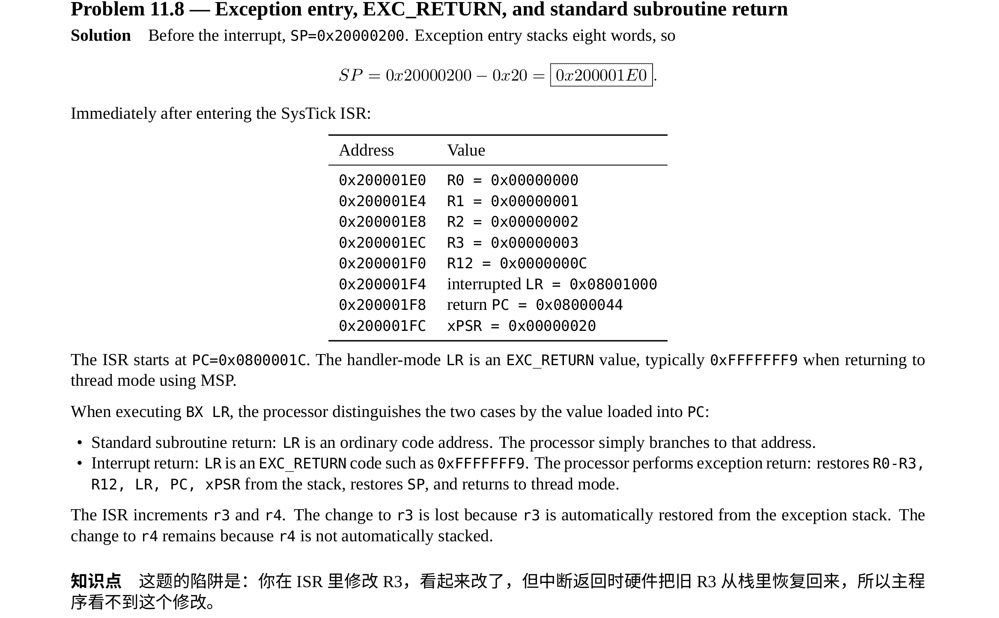 Problem 11.8 — Exception entry, EXC_RETURN, and standard subroutine return
Solution Before the interrupt, SP=0x20000200. Exception entry stacks eight words, so
SP = 0x20000200 − 0x20 = 0x200001E0.
Immediately after entering the SysTick ISR:
Address Value
0x200001E0 R0 = 0x00000000
0x200001E4 R1 = 0x00000001
0x200001E8 R2 = 0x00000002
0x200001EC R3 = 0x00000003
0x200001F0 R12 = 0x0000000C
0x200001F4 interrupted LR = 0x08001000
0x200001F8 return PC = 0x08000044
0x200001FC xPSR = 0x00000020
The ISR starts at PC=0x0800001C. The handler-mode LR is an EXC_RETURN value, typically 0xFFFFFFF9 when returning to
thread mode using MSP.
When executing BX LR, the processor distinguishes the two cases by the value loaded into PC:
• Standard subroutine return: LR is an ordinary code address. The processor simply branches to that address.
• Interrupt return: LR is an EXC_RETURN code such as 0xFFFFFFF9. The processor performs exception return: restores R0-R3,
R12, LR, PC, xPSR from the stack, restores SP, and returns to thread mode.
The ISR increments r3 and r4. The change to r3 is lost because r3 is automatically restored from the exception stack. The
change to r4 remains because r4 is not automatically stacked.
知识点 这题的陷阱是：你在 ISR 里修改 R3，看起来改了，但中断返回时硬件把旧 R3 从栈里恢复回来，所以主程
序看不到这个修改。